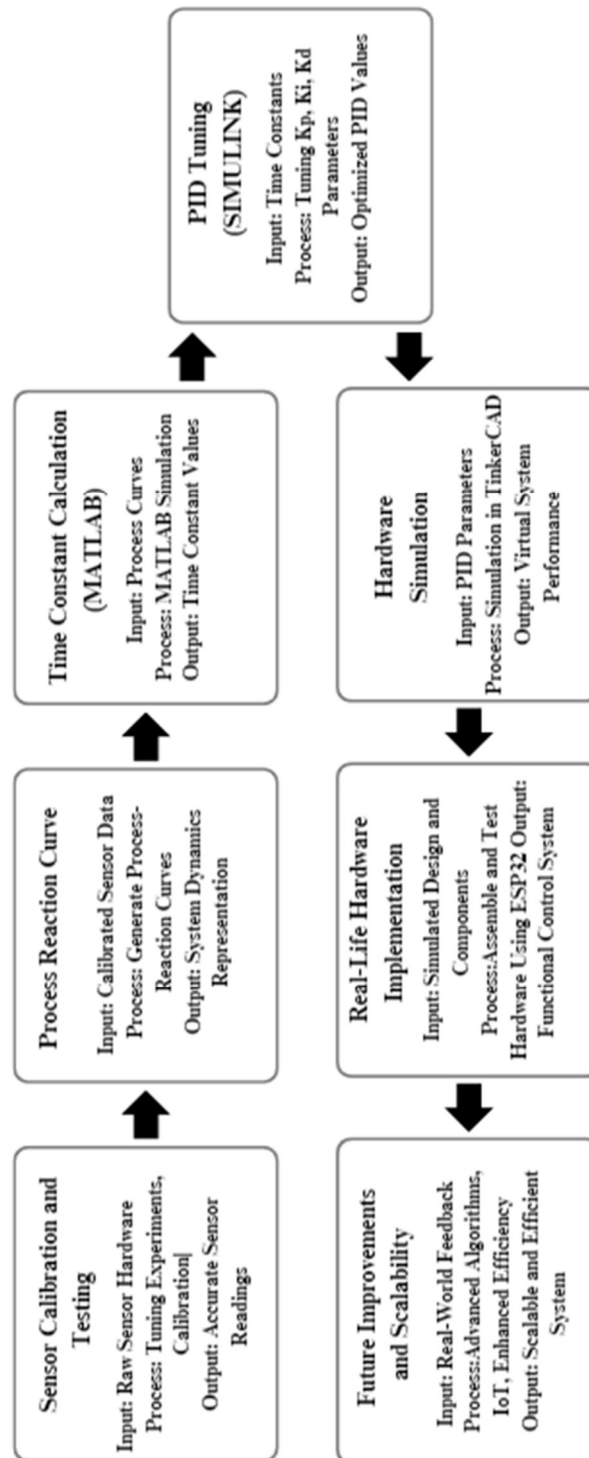 Sensor Calibration and
Testing
Input: Raw Sensor Hardware
Process: Tuning Experiments,
Calibration|
Output: Accurate Sensor
Readings
Process Reaction Curve
Input: Calibrated Sensor Data
Process: Generate Process-
Reaction Curves
Output: System Dynamics
Representation
Time Constant Calculation
(MATLAB)
Input: Process Curves
Process: MATLAB Simulation
Output: Time Constant Values
PID Tuning
(SIMULINK)
Input: Time Constants
Process: Tuning Kp, Ki, Kd
Parameters
Output: Optimized PID Values
Hardware
Simulation
Input: PID Parameters
Process: Simulation in TinkerCAD
Output: Virtual System
Performance
Real-Life Hardware
Implementation
Input: Simulated Design and
Components
Process:Assemble and Test
Hardware Using ESP32 Output:
Functional Control System
Future Improvements
and Scalability
Input: Real-World Feedback
Process:Advanced Algorithms,
IoT, Enhanced Efficiency
Output: Scalable and Efficient
System